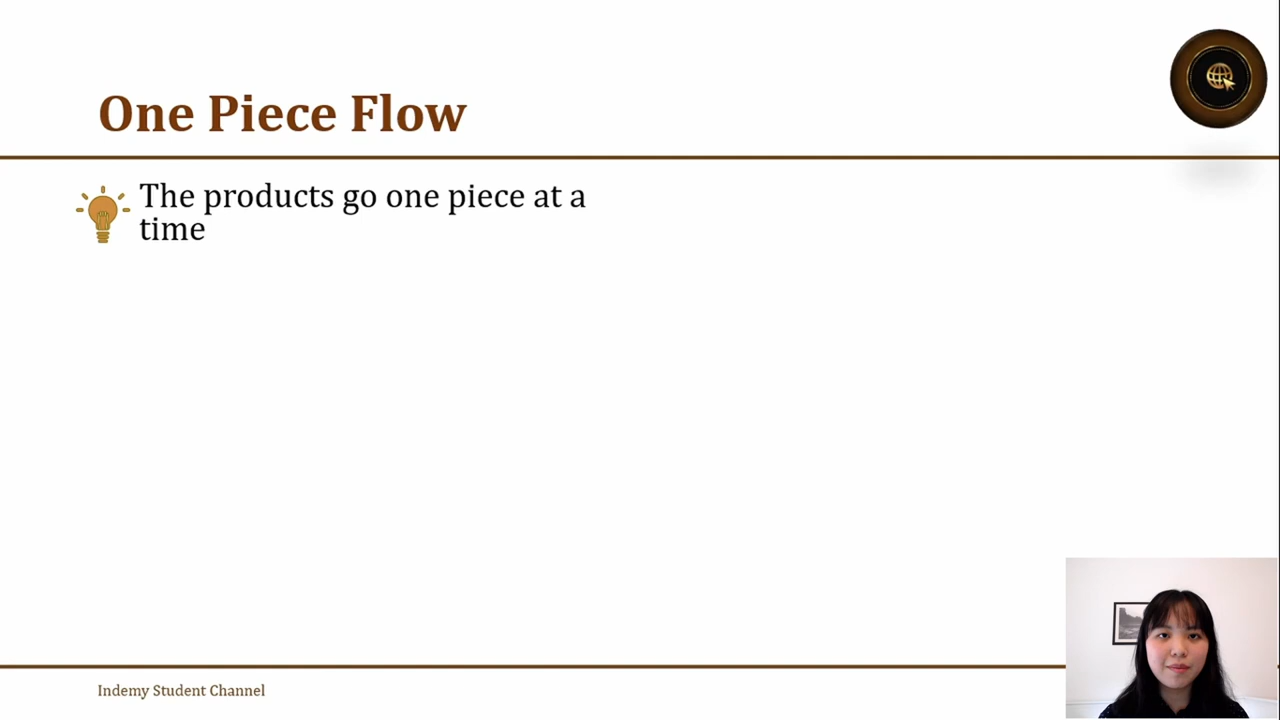 One Piece Flow
The products go one piece at a
time
Indemy Student Channel